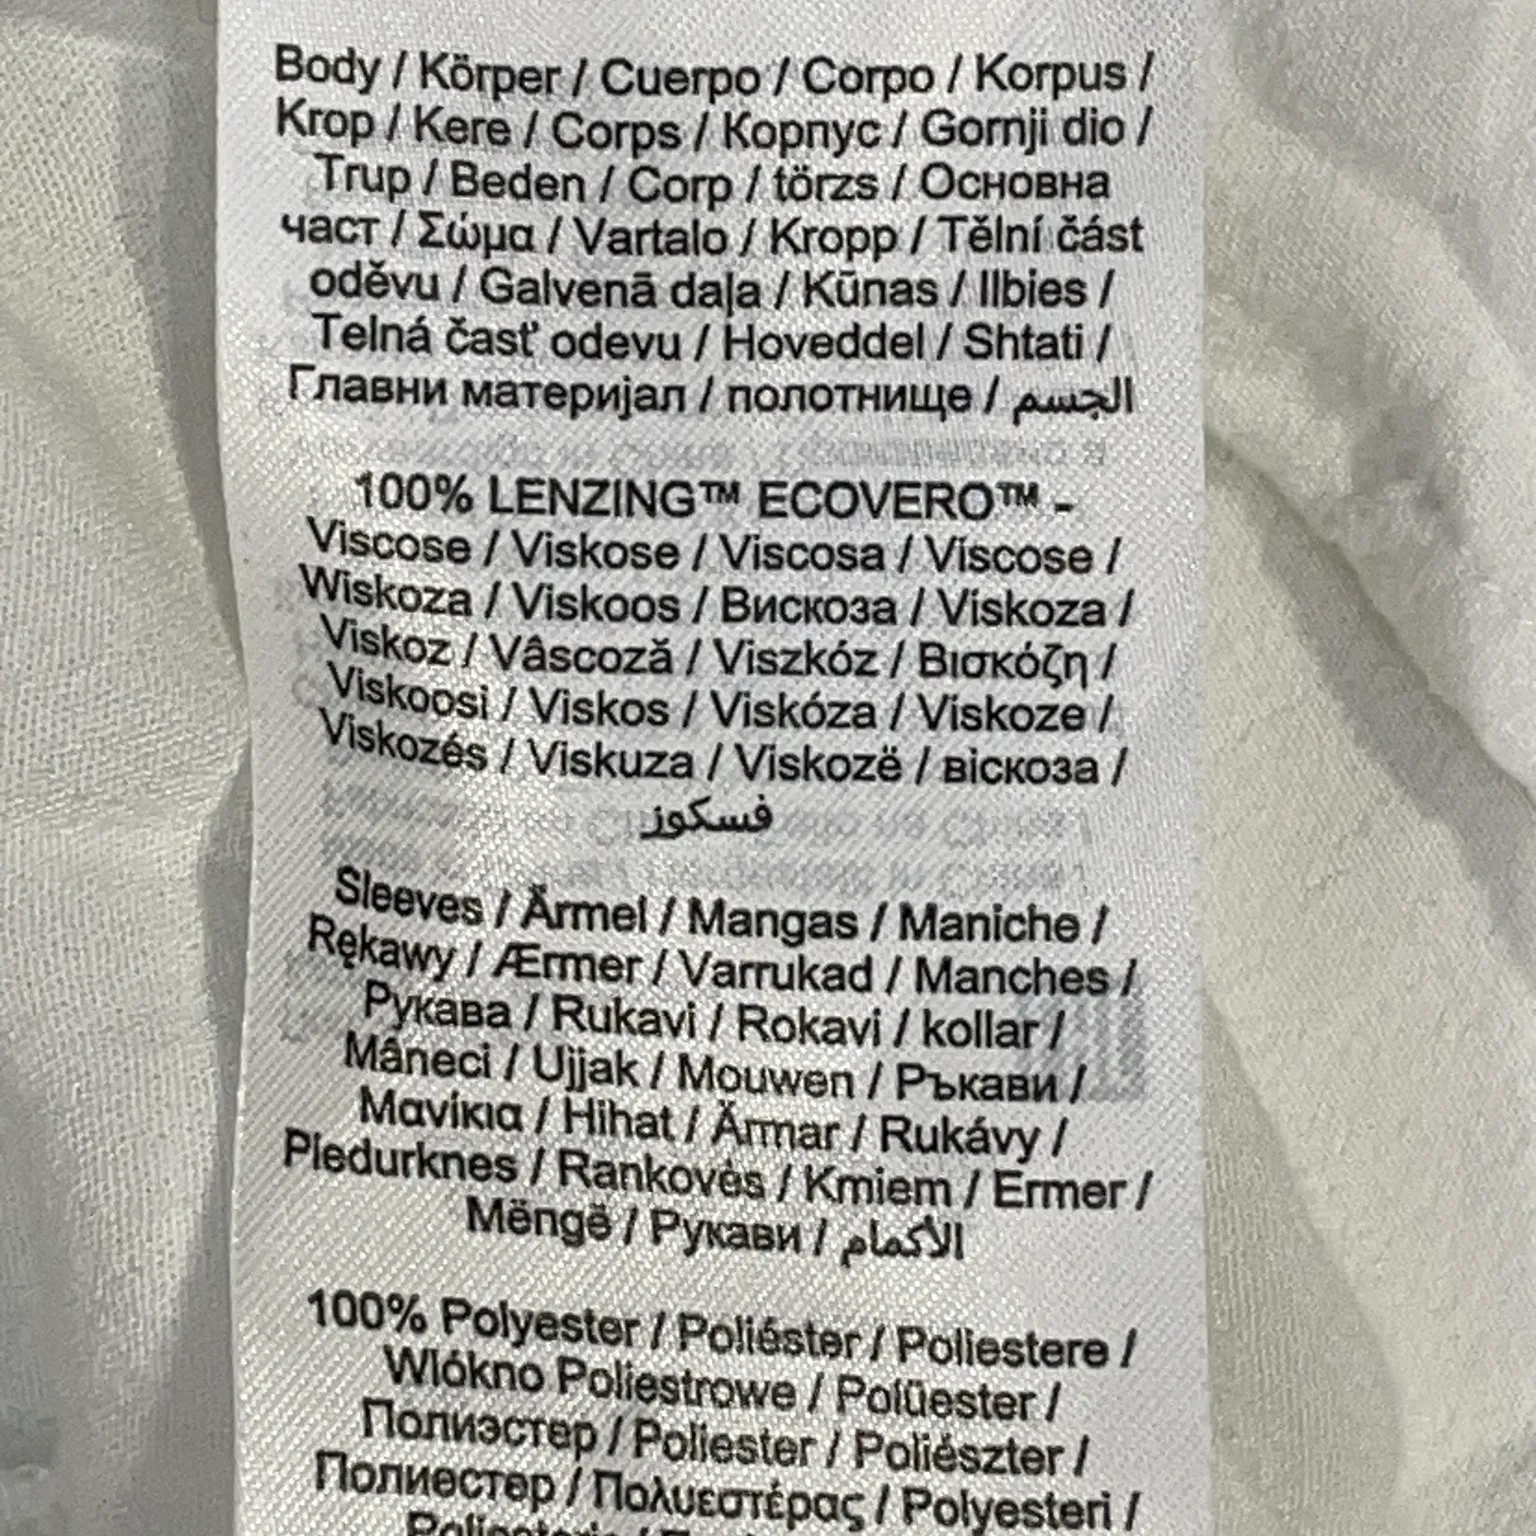 Body / Körper / Cuerpo / Corpo / Korpus /
Krop / Kere / Corps / Корпус / Gornji dio /
Trup / Beden / Corp / törzs / Основна
част / Σώμα / Vartalo / Kropp / Tělní část
oděvu / Galvenā daļa / Kūnas / Ilbies /
Telná časť odevu / Hoveddel / Shtati /
Главни материјал / полотнище / الجسم
100% LENZING™ ECOVERO™ -
Viscose / Viskose / Viscosa / Víscose /
Wiskoza / Viskoos / Вискоза / Viskoza /
Viskoz / Vâscoză / Viszkóz / Βισκόζη /
Viskoosi / Viskos / Viskóza / Viskoze /
Viskozės / Viskuza / Viskozë / віскоза /
فسكوز
Sleeves / Ärmel / Mangas / Maniche /
Rękawy / Ærmer / Varrukad / Manches /
Рукава / Rukavi / Rokavi / kollar /
Mâneci / Ujjak / Mouwen / Ръкави /
Μανίκια / Hihat / Ärmar / Rukávy /
Piedurknes / Rankovės / Kmiem / Ermer /
Mëngë / Рукави / الأكمام
100% Polyester / Poliéster / Poliestere /
Wlókno Poliestrowe / Polüester /
Полиэстер / Poliester / Poliészter /
Полиестер / Πολυεστέρας / Polyesteri /